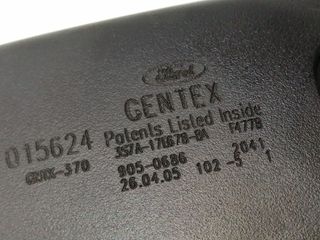 Ford
GENTEX
015624 Patents Listed Inside
3S7A-17E678-BA F4778
GNTX-370
905-0686 2041
26.04.05 102 -5 1